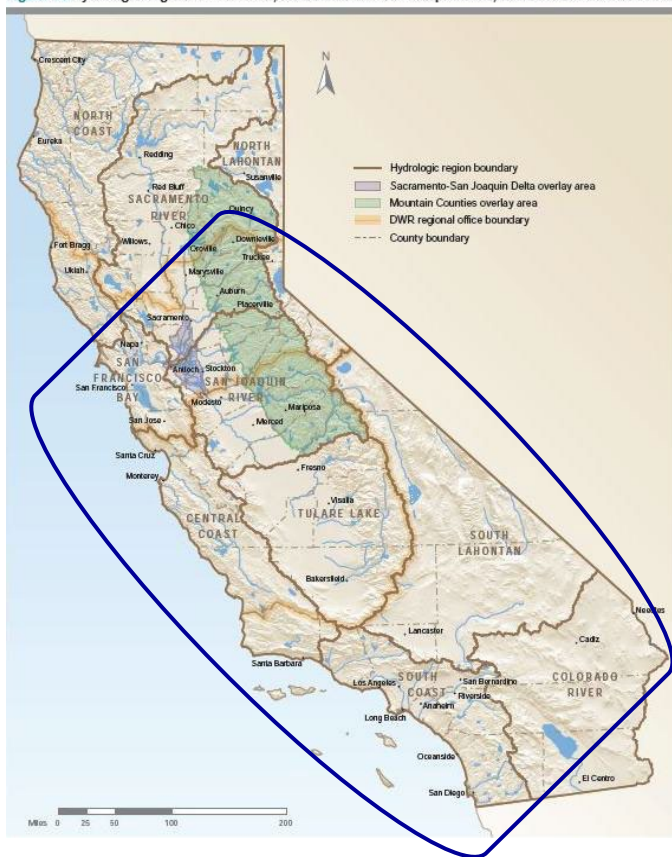 Crescent City
NORTH
COAST
Eureka
Redding
NORTH
LAHONTAN
Susanville
Red Bluff
SACRAMENTO
RIVER
Quincy
Chico
Fort Bragg
Willows
Oroville
Downieville
Truckee
Ukiah
Marysville
Auburn
Placerville
Sacramento
Napa
SAN
FRANCISCO
BAY
San Francisco
Antioch
Stockton
SAN JOAQUIN
RIVER
Modesto
Mariposa
Merced
San Jose
Santa Cruz
Monterey
Fresno
Visalia
TULARE LAKE
CENTRAL
COAST
SOUTH
LAHONTAN
Bakersfield
Needles
Lancaster
Cadiz
Santa Barbara
Los Angeles
SOUTH
COAST
San Bernardino
Riverside
Anaheim
COLORADO
RIVER
Long Beach
Oceanside
San Diego
El Centro
N
Hydrologic region boundary
Sacramento-San Joaquin Delta overlay area
Mountain Counties overlay area
DWR regional office boundary
County boundary
Miles 0 25 50 100 200